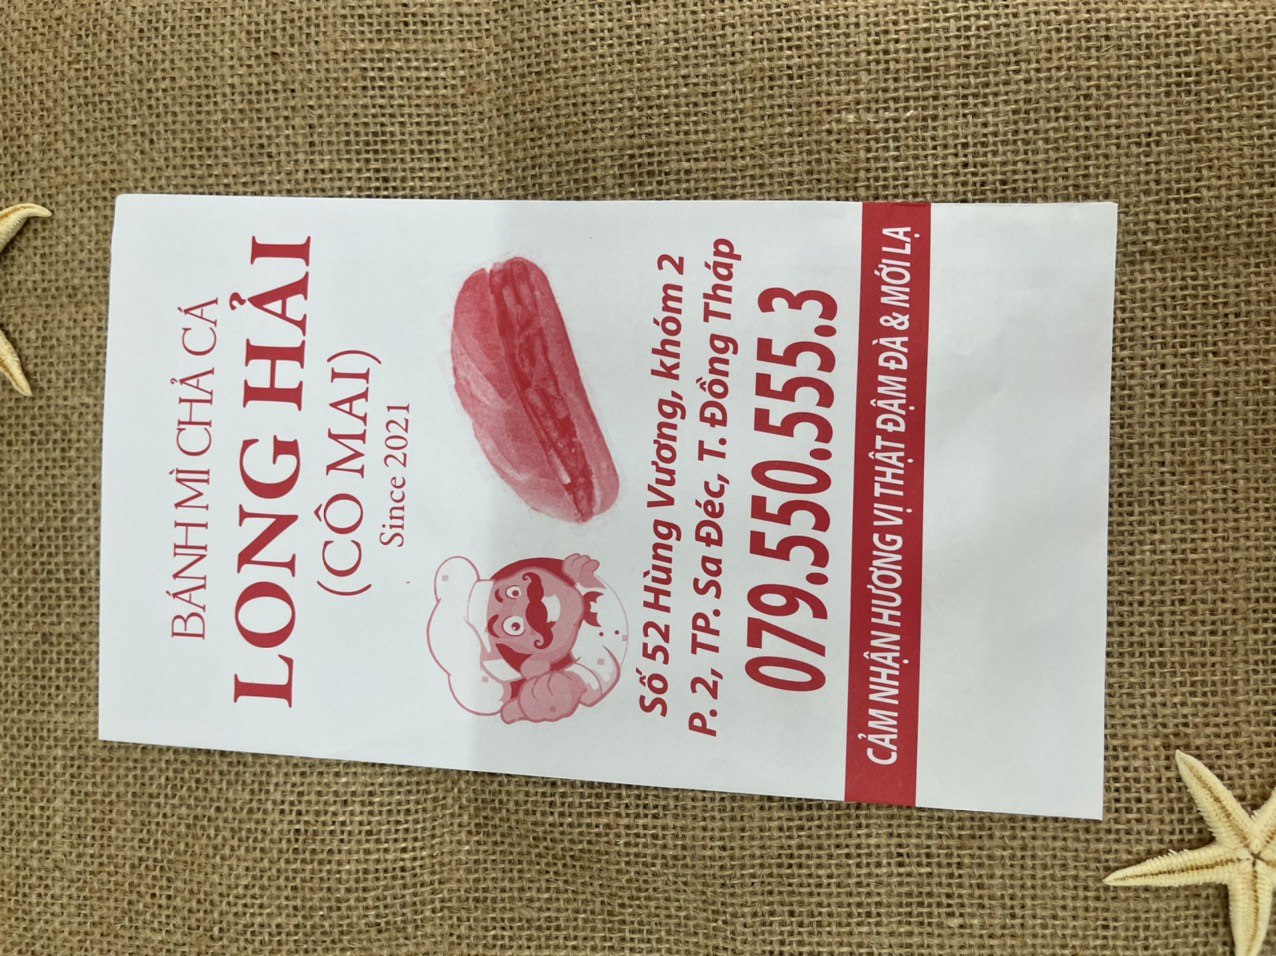 BÁNH MÌ CHẢ CÁ
LONG HẢI
(CÔ MAI)
Since 2021
Số 52 Hùng Vương, khóm 2
P. 2, TP. Sa Đéc, T. Đồng Tháp
079.550.555.3
CẢM NHẬN HƯƠNG VỊ THẬT ĐẬM ĐÀ & MỚI LẠ